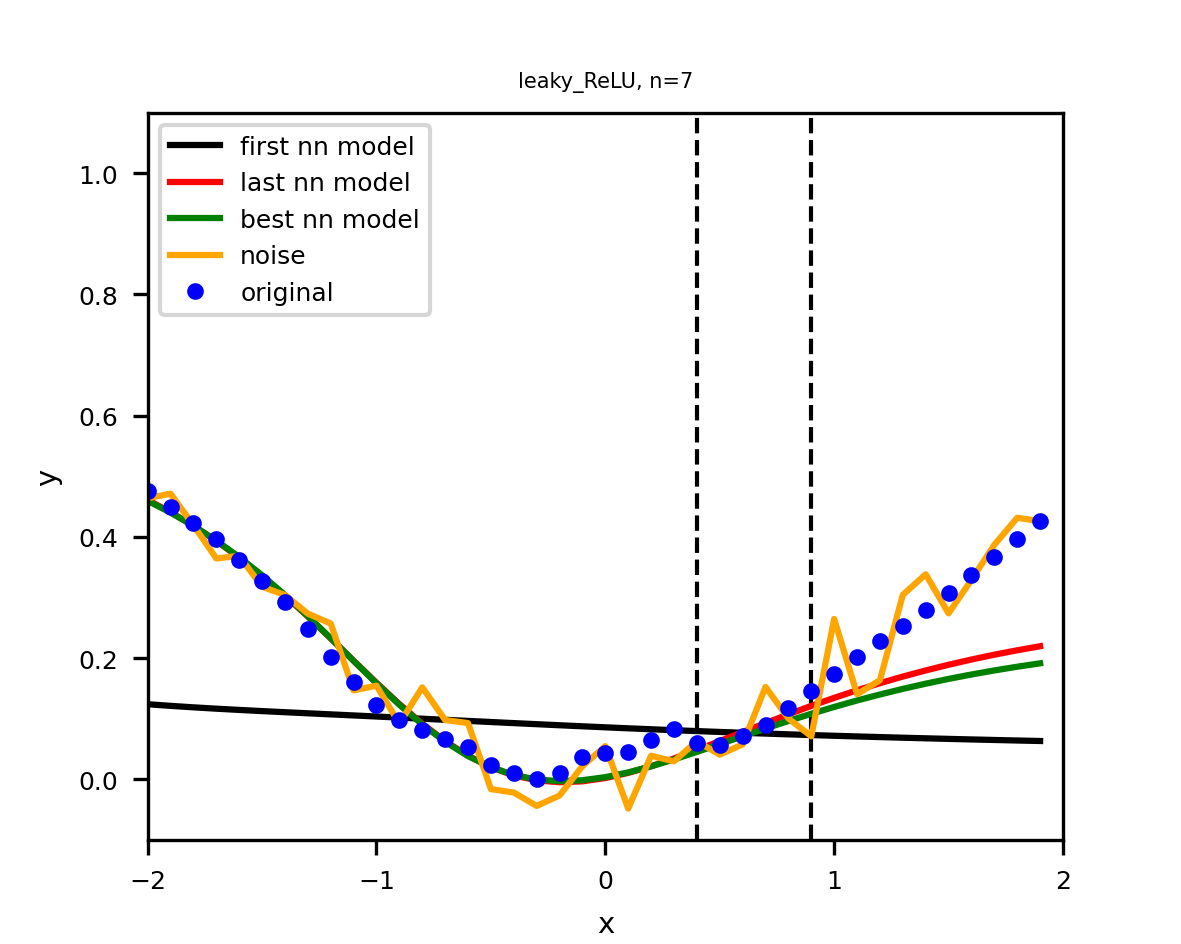 leaky_ReLU, n=7
first nn model
last nn model
best nn model
noise
original
1.0
0.8
0.6
0.4
0.2
0.0
y
−2
−1
0
1
2
x